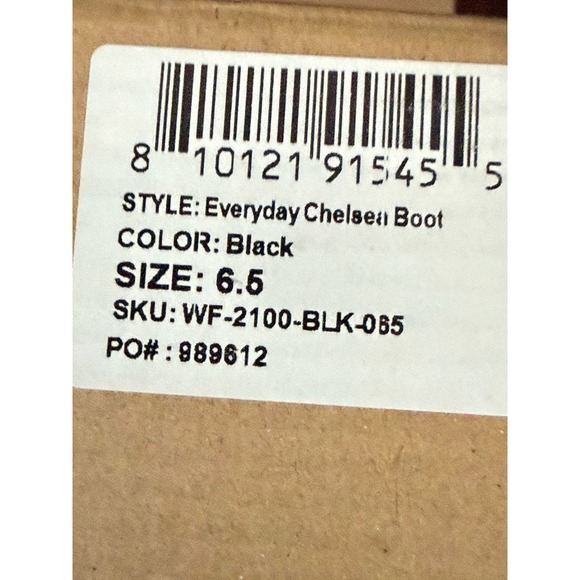 8 10121 91545 5
STYLE: Everyday Chelsea Boot
COLOR: Black
SIZE: 6.5
SKU: WF-2100-BLK-065
PO# : 989612